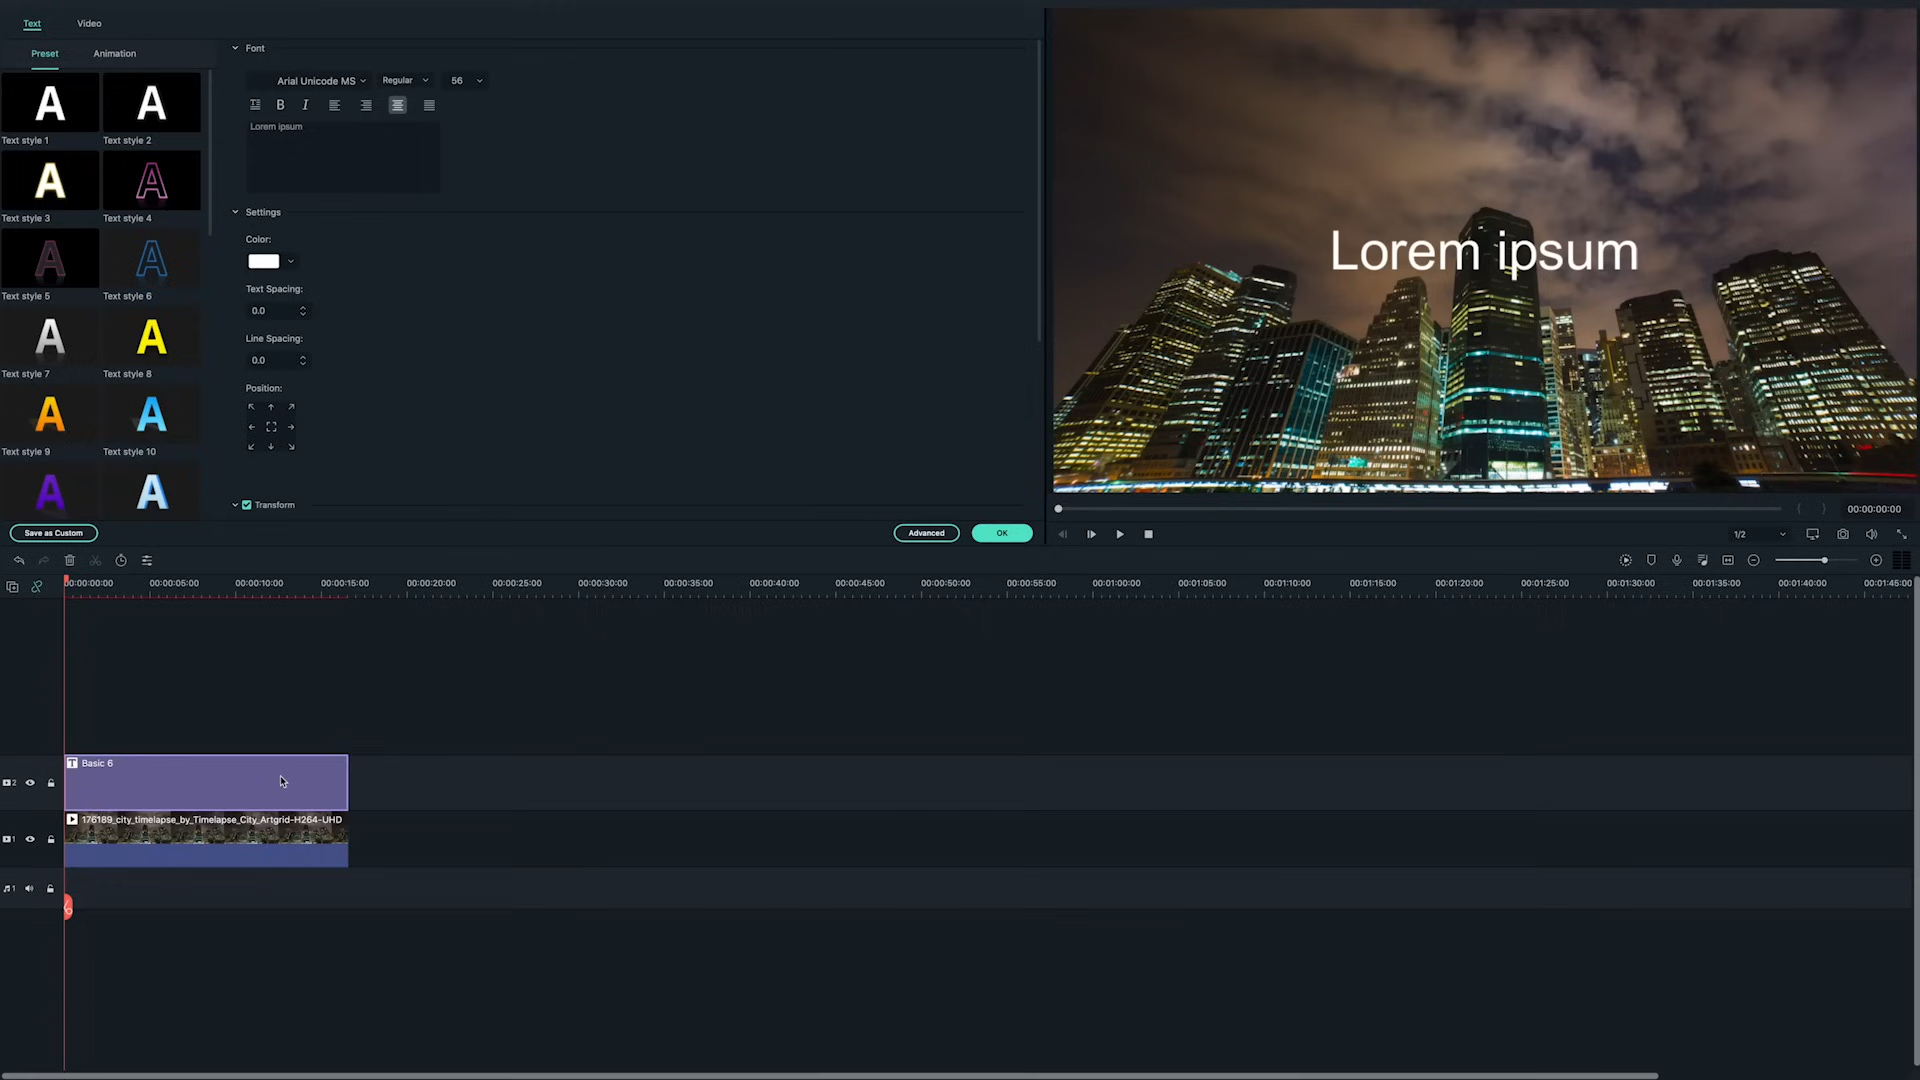 Text Video
Preset Animation
A A
Text style 1 Text style 2
A A
Text style 3 Text style 4
A A
Text style 5 Text style 6
A A
Text style 7 Text style 8
A A
Text style 9 Text style 10
A A
Save as Custom
Font
Arial Unicode MS Regular 56
B I
Lorem ipsum
Settings
Color:
Text Spacing:
0.0
Line Spacing:
0.0
Position:
Transform
Advanced OK
Lorem ipsum
00:00:00:00
1/2
00:00:00:00 00:00:05:00 00:00:10:00 00:00:15:00 00:00:20:00 00:00:25:00 00:00:30:00 00:00:35:00 00:00:40:00 00:00:45:00 00:00:50:00 00:00:55:00 00:01:00:00 00:01:05:00 00:01:10:00 00:01:15:00 00:01:20:00 00:01:25:00 00:01:30:00 00:01:35:00 00:01:40:00 00:01:45:00
T Basic 6
2
176189_city_timelapse_by_Timelapse_City_Artgrid-H264-UHD
1
1